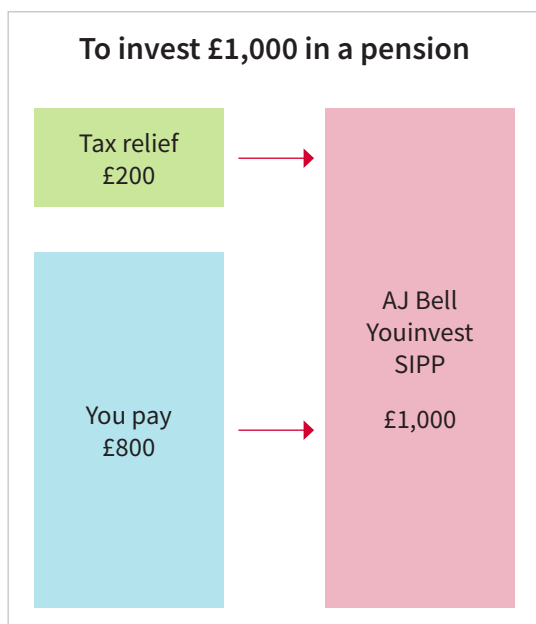 To invest £1,000 in a pension
Tax relief
£200
You pay
£800
AJ Bell
Youinvest
SIPP
£1,000